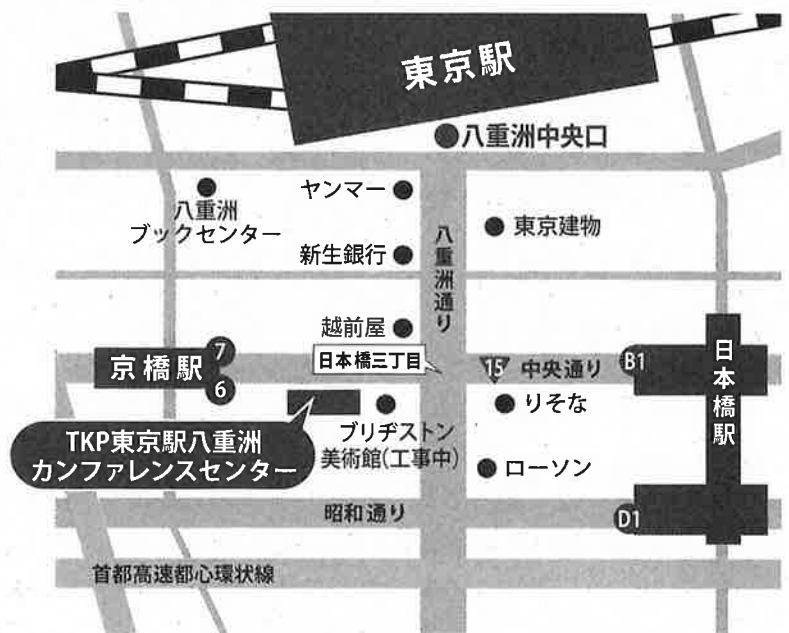 東京駅
八重洲中央口
八重洲
ブックセンター
ヤンマー
東京建物
新生銀行
八重洲通り
越前屋
日本橋三丁目
京橋駅
7
6
15
中央通り
B1
日本橋駅
りそな
ブリヂストン
美術館(工事中)
TKP東京駅八重洲
カンファレンスセンター
ローソン
昭和通り
D1
首都高速都心環状線